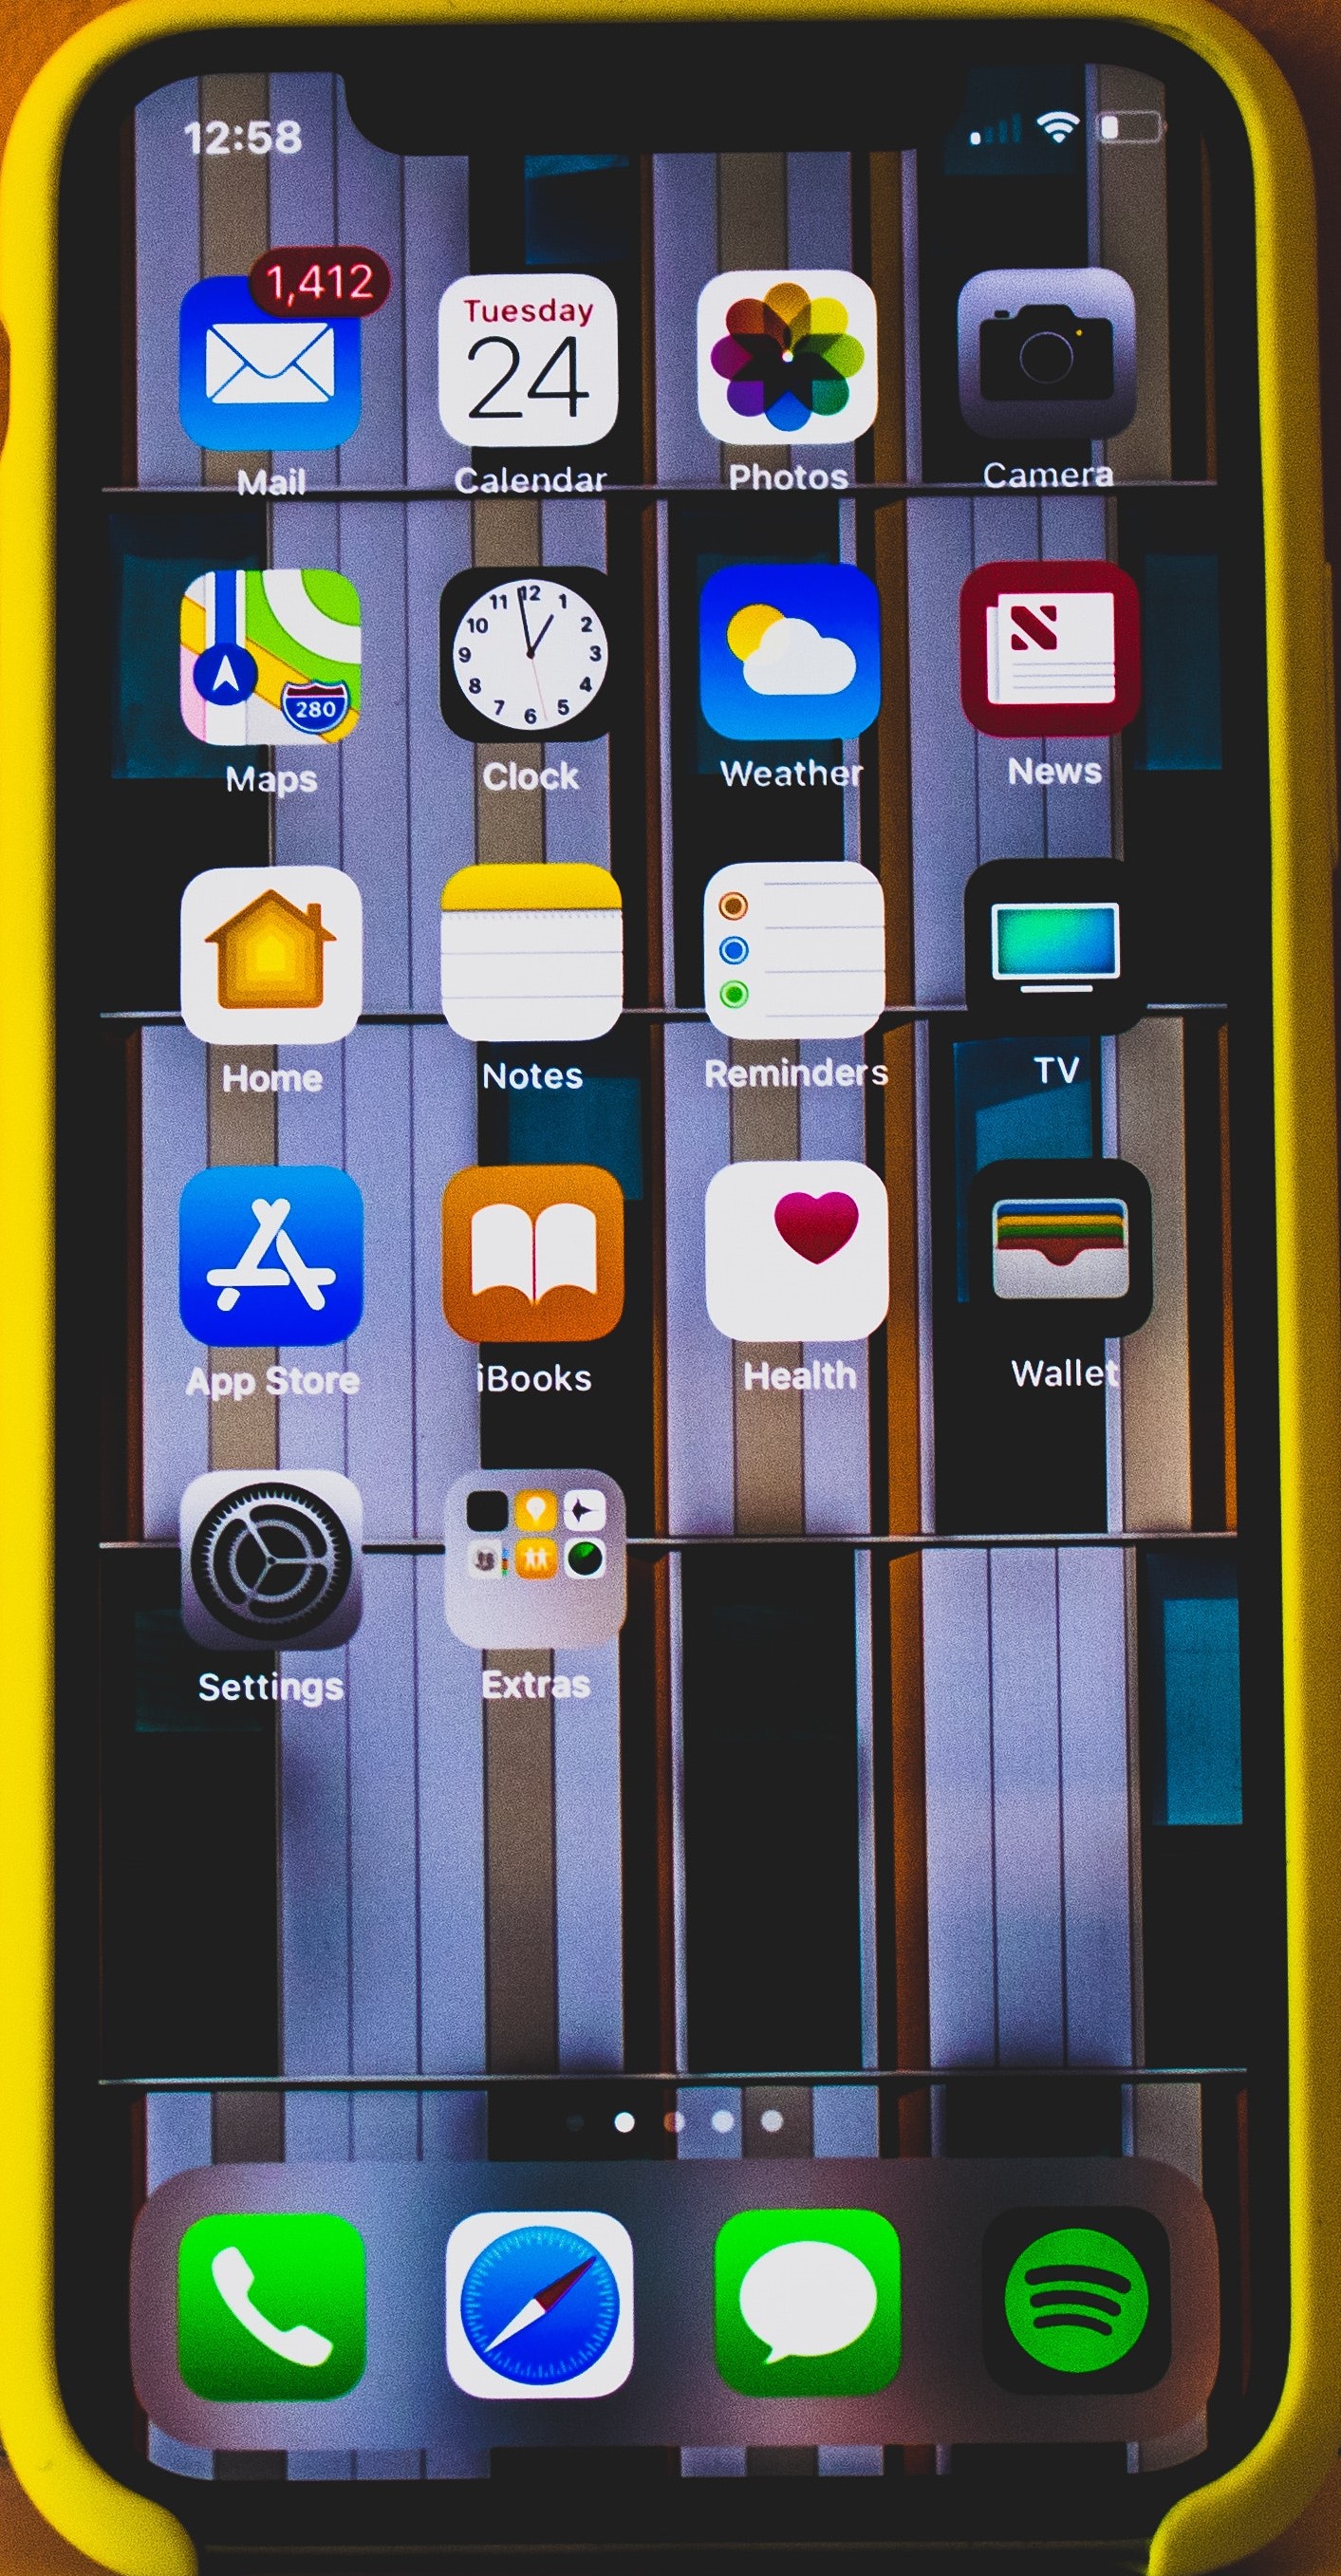 12:58
1,412
Tuesday
24
Mail Calendar Photos Camera
11 12 1
10 2
9 3
8 4
7 6 5
280
Maps Clock Weather News
Home Notes Reminders TV
App Store iBooks Health Wallet
Settings Extras